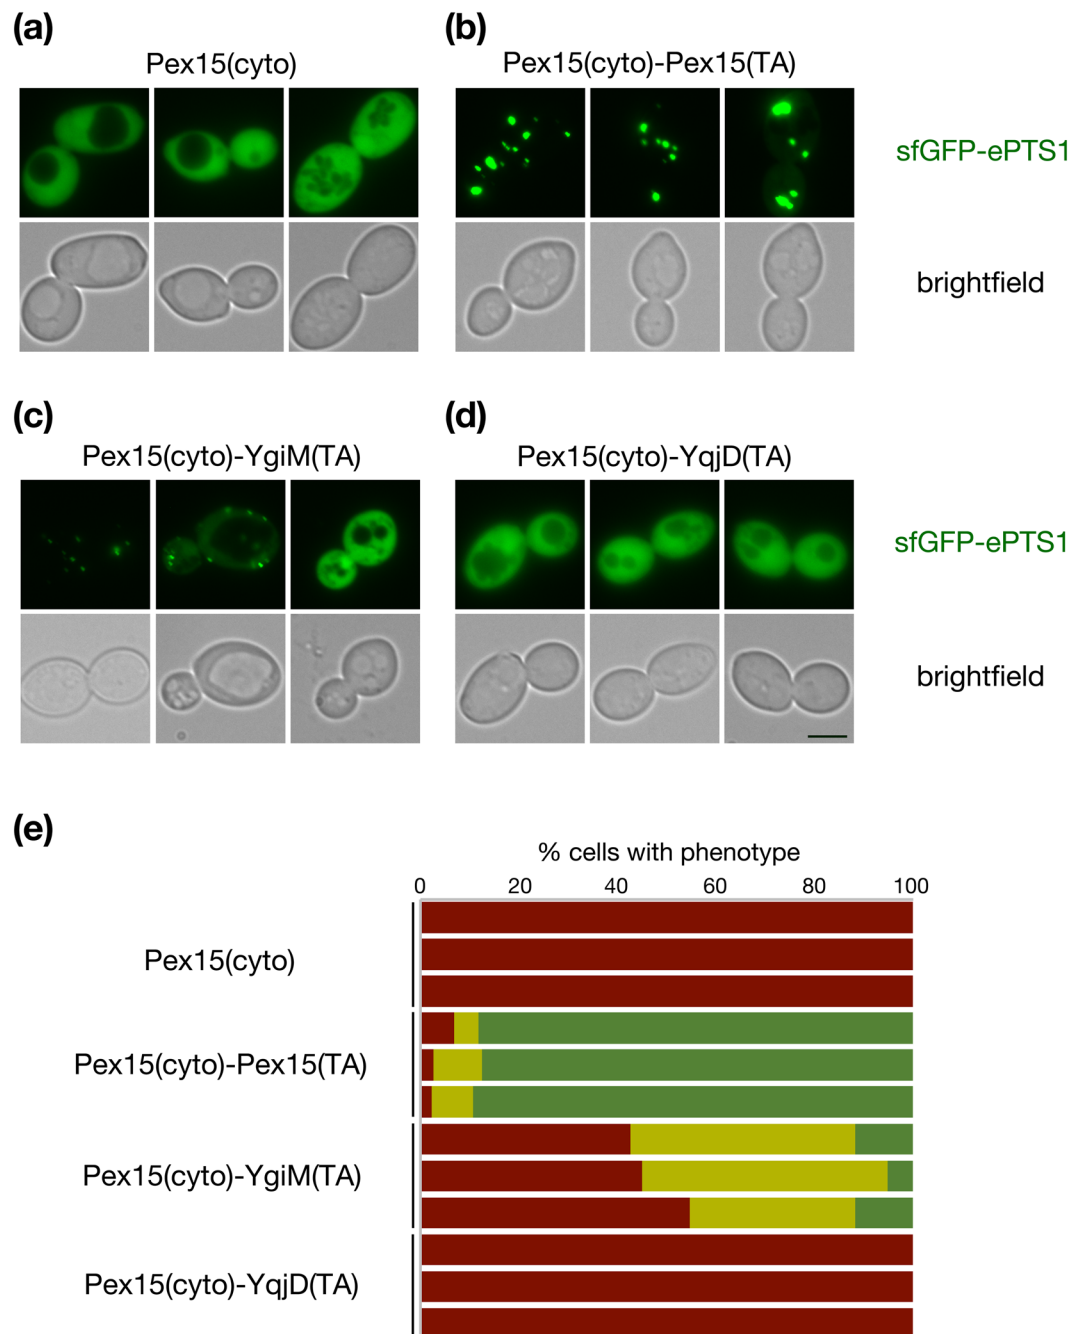 (a)
Pex15(cyto)
(b)
Pex15(cyto)-Pex15(TA)
sfGFP-ePTS1
brightfield
(c)
Pex15(cyto)-YgiM(TA)
(d)
Pex15(cyto)-YqjD(TA)
sfGFP-ePTS1
brightfield
(e)
% cells with phenotype
0 20 40 60 80 100
Pex15(cyto)
Pex15(cyto)-Pex15(TA)
Pex15(cyto)-YgiM(TA)
Pex15(cyto)-YqjD(TA)